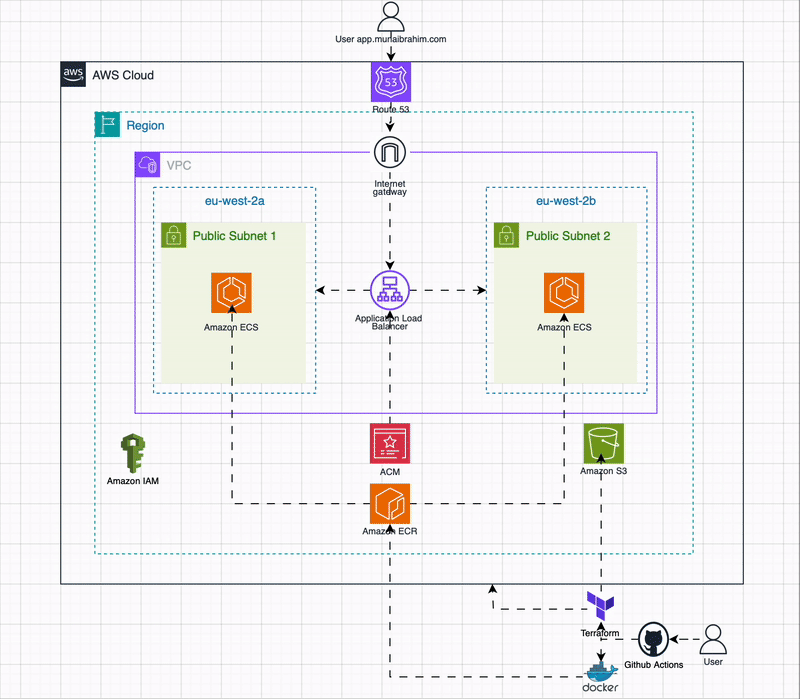 User app.munaibrahim.com
aws
AWS Cloud
53
Route 53
Region
VPC
Internet
gateway
eu-west-2a
eu-west-2b
Public Subnet 1
Public Subnet 2
Amazon ECS
Application Load
Balancer
Amazon ECS
ACM
Amazon S3
Amazon IAM
Amazon ECR
Terraform
Github Actions
User
docker